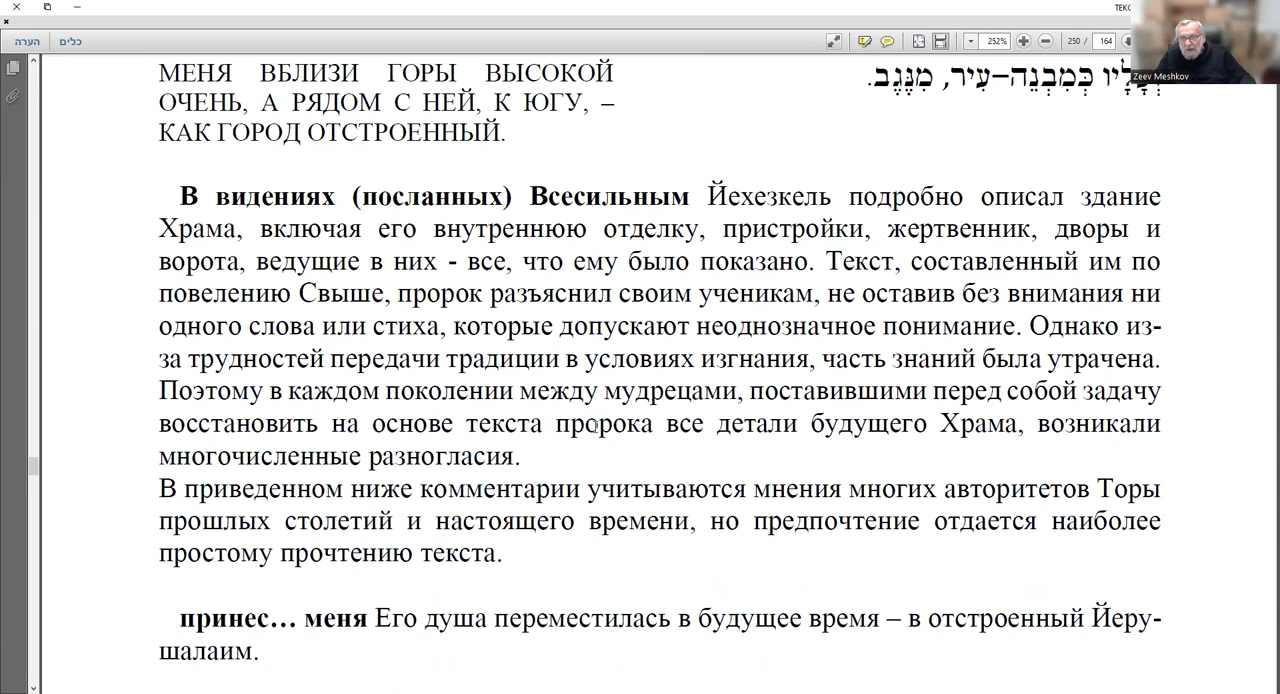 ТЕКС
הערה
כלים
252%
250 / 164
Zeev Meshkov
МЕНЯ ВБЛИЗИ ГОРЫ ВЫСОКОЙ
ОЧЕНЬ, А РЯДОМ С НЕЙ, К ЮГУ, –
КАК ГОРОД ОТСТРОЕННЫЙ.
וְעָלָיו כְּמִבְנֵה–עִיר, מִנֶּגֶב.
В видениях (посланных) Всесильным Йехезкель подробно описал здание
Храма, включая его внутреннюю отделку, пристройки, жертвенник, дворы и
ворота, ведущие в них - все, что ему было показано. Текст, составленный им по
повелению Свыше, пророк разъяснил своим ученикам, не оставив без внимания ни
одного слова или стиха, которые допускают неоднозначное понимание. Однако из-
за трудностей передачи традиции в условиях изгнания, часть знаний была утрачена.
Поэтому в каждом поколении между мудрецами, поставившими перед собой задачу
восстановить на основе текста пророка все детали будущего Храма, возникали
многочисленные разногласия.
В приведенном ниже комментарии учитываются мнения многих авторитетов Торы
прошлых столетий и настоящего времени, но предпочтение отдается наиболее
простому прочтению текста.
принес… меня Его душа переместилась в будущее время – в отстроенный Йеру-
шалаим.